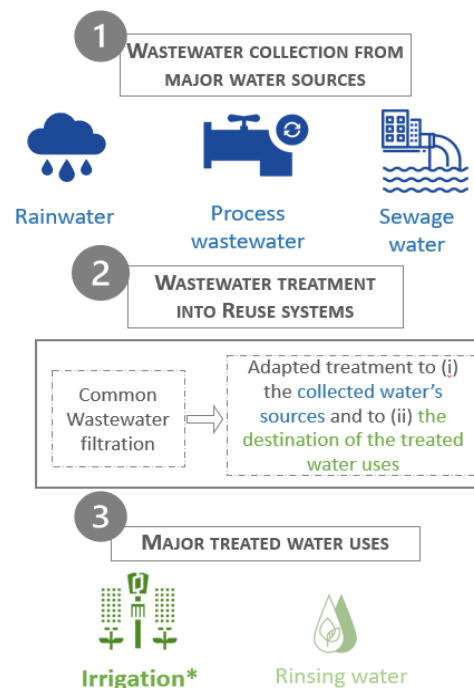 1
WASTEWATER COLLECTION FROM
MAJOR WATER SOURCES
Rainwater
Process
wastewater
Sewage
water
2
WASTEWATER TREATMENT
INTO REUSE SYSTEMS
Common
Wastewater
filtration
Adapted treatment to (i)
the collected water's
sources and to (ii) the
destination of the treated
water uses
3
MAJOR TREATED WATER USES
Irrigation*
Rinsing water